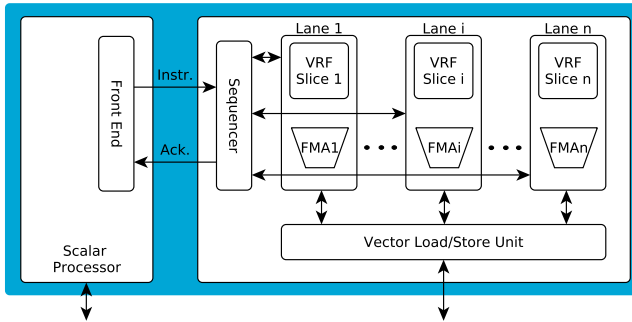 Lane 1
Lane i
Lane n
Front End
Instr.
Ack.
Sequencer
VRF
Slice 1
VRF
Slice i
VRF
Slice n
FMA1
FMAi
FMAn
Vector Load/Store Unit
Scalar
Processor